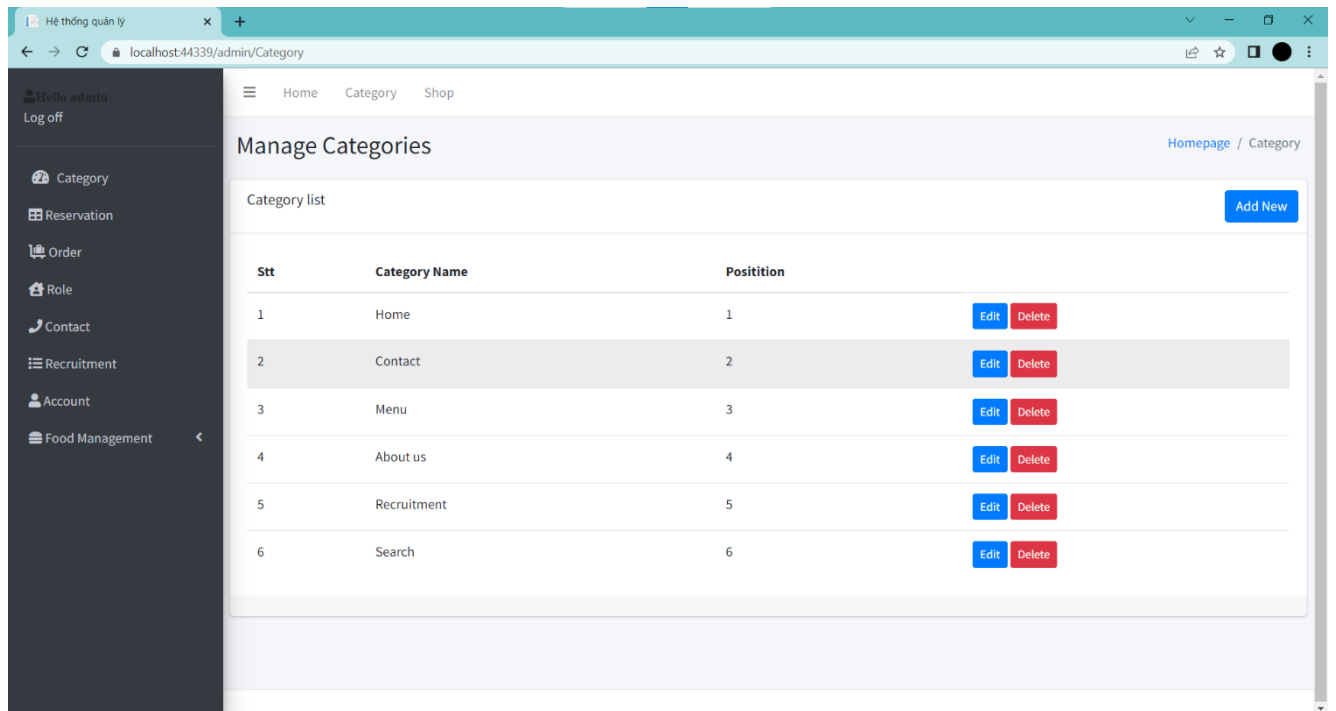 Hệ thống quản lý
localhost:44339/admin/Category
Hello admin
Log off
Category
Reservation
Order
Role
Contact
Recruitment
Account
Food Management
Home Category Shop
Manage Categories
Homepage / Category
Category list
Add New
Stt Category Name Positition
1 Home 1 Edit Delete
2 Contact 2 Edit Delete
3 Menu 3 Edit Delete
4 About us 4 Edit Delete
5 Recruitment 5 Edit Delete
6 Search 6 Edit Delete